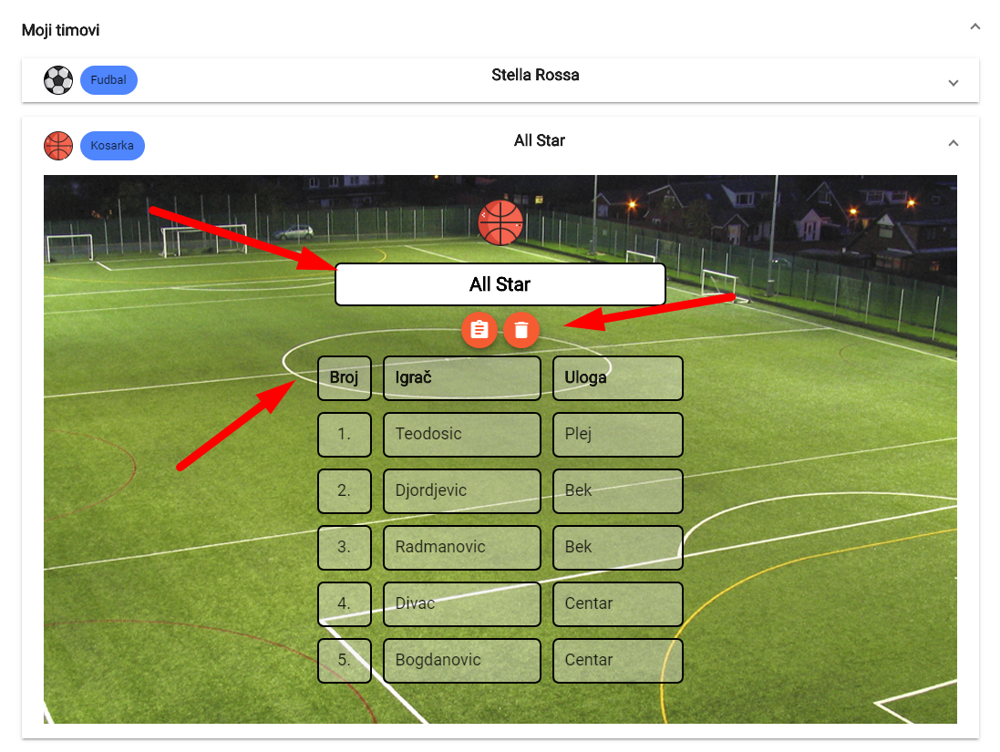 Moji timovi
Fudbal Stella Rossa
Kosarka All Star
All Star
Broj Igrač Uloga
1. Teodosic Plej
2. Djordjevic Bek
3. Radmanovic Bek
4. Divac Centar
5. Bogdanovic Centar